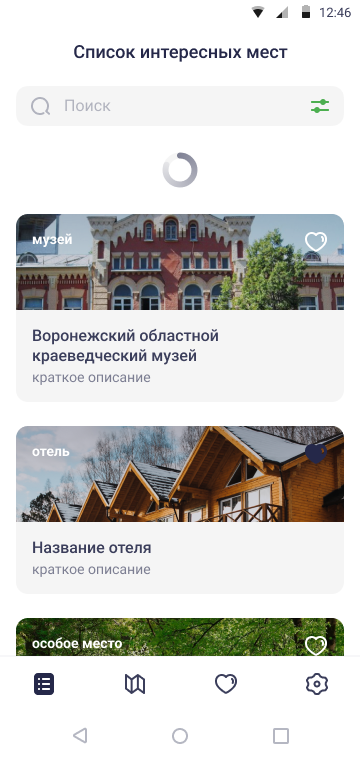 12:46
Список интересных мест
Поиск
музей
Воронежский областной
краеведческий музей
краткое описание
отель
Название отеля
краткое описание
особое место